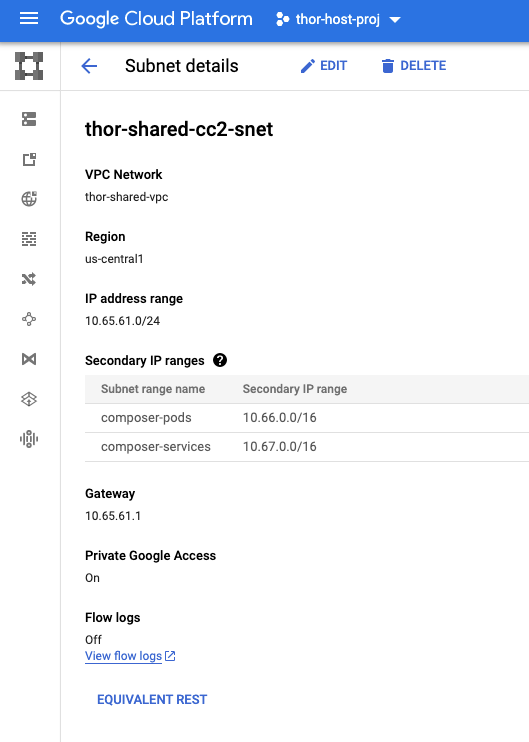 Google Cloud Platform thor-host-proj
Subnet details EDIT DELETE
thor-shared-cc2-snet
VPC Network
thor-shared-vpc
Region
us-central1
IP address range
10.65.61.0/24
Secondary IP ranges ?
Subnet range name Secondary IP range
composer-pods 10.66.0.0/16
composer-services 10.67.0.0/16
Gateway
10.65.61.1
Private Google Access
On
Flow logs
Off
View flow logs
EQUIVALENT REST